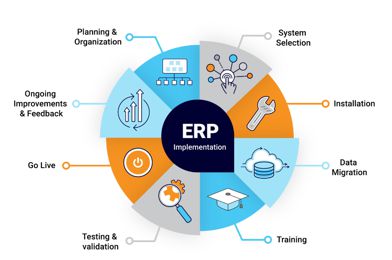 Planning &
Organization
System
Selection
Ongoing
Improvements
& Feedback
ERP
Implementation
Installation
Go Live
Data
Migration
Testing &
validation
Training